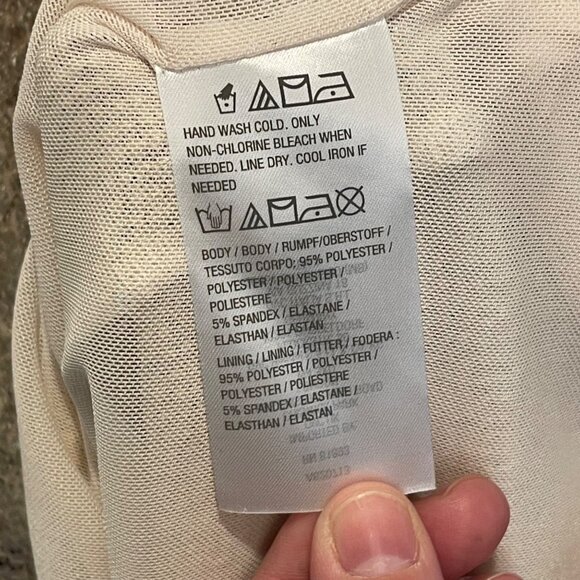 HAND WASH COLD. ONLY
NON-CHLORINE BLEACH WHEN
NEEDED. LINE DRY. COOL IRON IF
NEEDED
BODY / BODY / RUMPF/OBERSTOFF /
TESSUTO CORPO: 95% POLYESTER /
POLYESTER / POLYESTER /
POLIESTERE
5% SPANDEX / ELASTANE /
ELASTHAN / ELASTAN
LINING / LINING / FUTTER / FODERA :
95% POLYESTER / POLYESTER /
POLYESTER / POLIESTERE
5% SPANDEX / ELASTANE /
ELASTHAN / ELASTAN